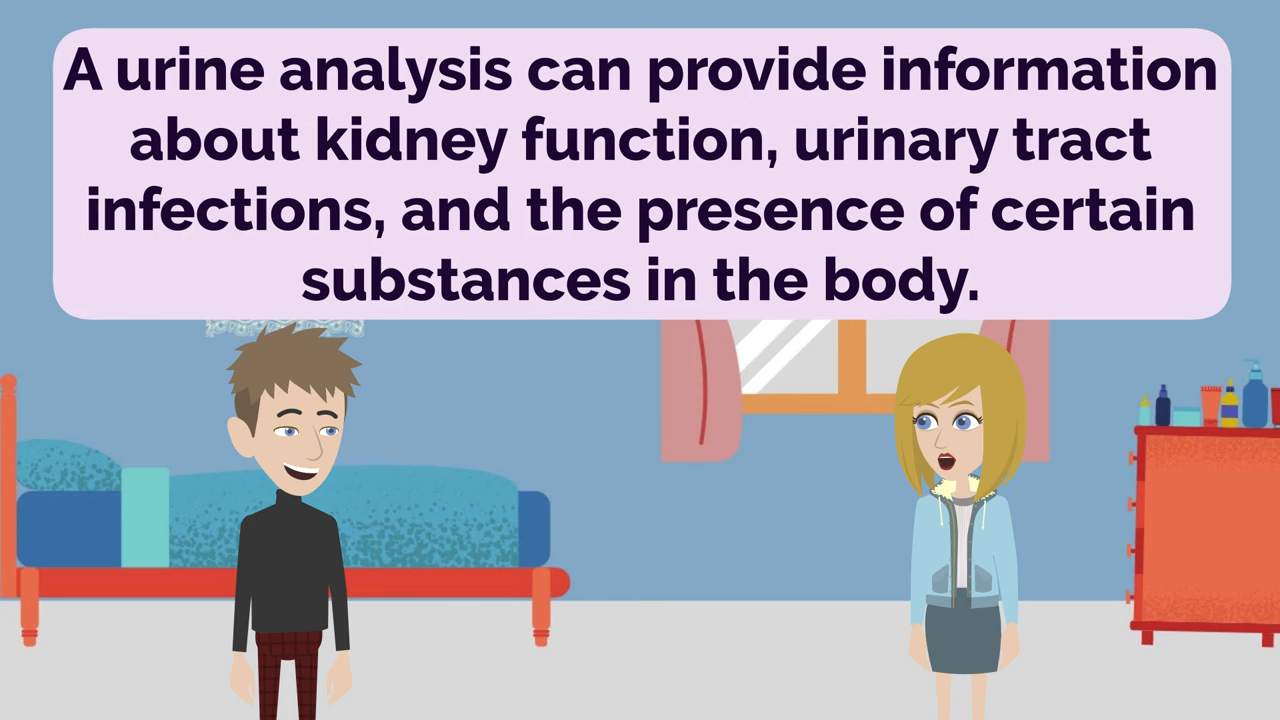 A urine analysis can provide information
about kidney function, urinary tract
infections, and the presence of certain
substances in the body.